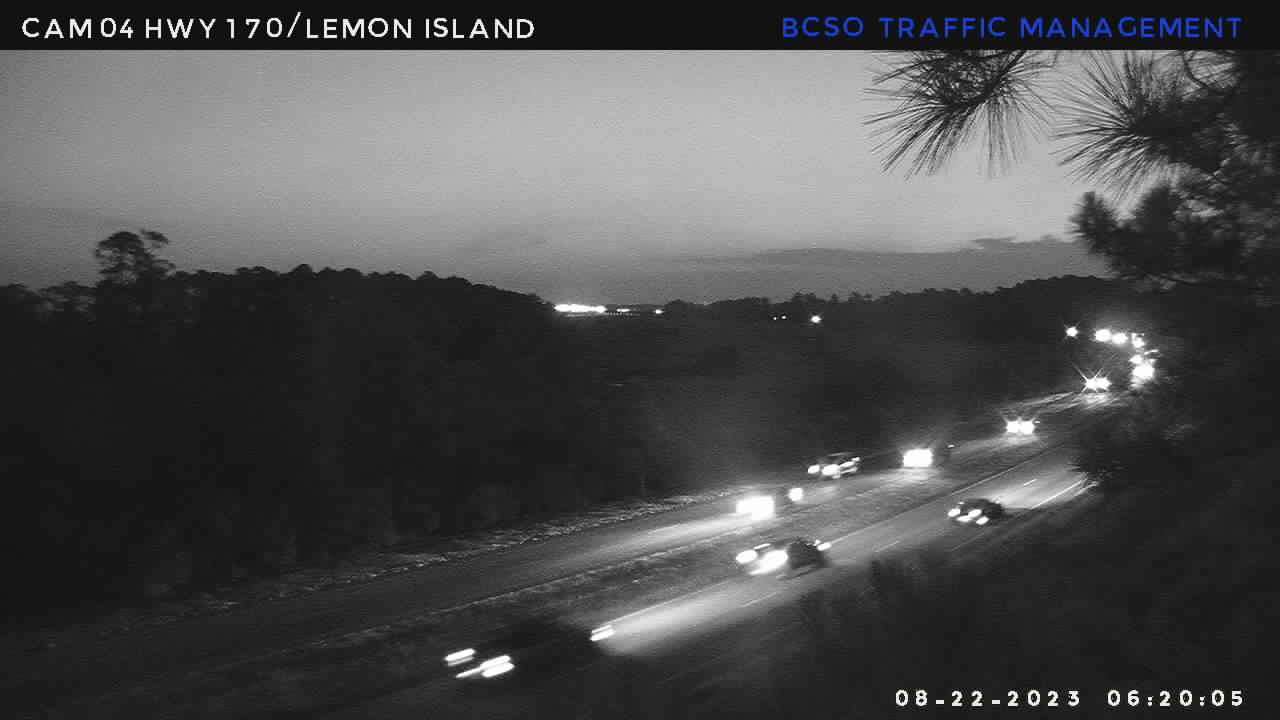 CAM04 HWY 170/LEMON ISLAND
BCSO TRAFFIC MANAGEMENT
08-22-2023 06:20:05